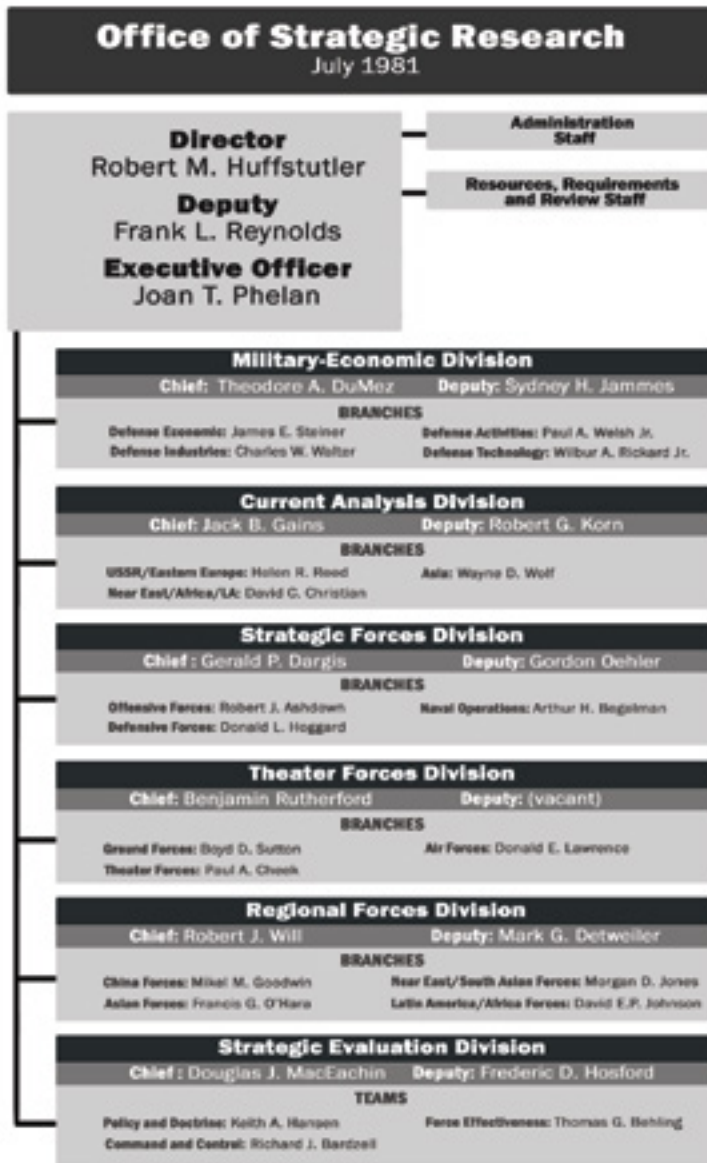 Office of Strategic Research
July 1981
Director
Robert M. Huffstutler
Deputy
Frank L. Reynolds
Executive Officer
Joan T. Phelan
Administration
Staff
Resources, Requirements
and Review Staff
Military-Economic Division
Chief: Theodore A. DuMez Deputy: Sydney H. Jammes
BRANCHES
Defense Economic: James E. Steiner Defense Activities: Paul A. Welsh Jr.
Defense Industries: Charles W. Walter Defense Technology: Wilbur A. Rickard Jr.
Current Analysis Division
Chief: Jack B. Gains Deputy: Robert G. Korn
BRANCHES
USSR/Eastern Europe: Helen R. Reed Asia: Wayne D. Wolf
Near East/Africa/LA: David C. Christian
Strategic Forces Division
Chief : Gerald P. Dargis Deputy: Gordon Oehler
BRANCHES
Offensive Forces: Robert J. Ashdown Naval Operations: Arthur H. Begelman
Defensive Forces: Donald L. Hoggard
Theater Forces Division
Chief: Benjamin Rutherford Deputy: (vacant)
BRANCHES
Ground Forces: Boyd D. Sutton Air Forces: Donald E. Lawrence
Theater Forces: Paul A. Cheek
Regional Forces Division
Chief: Robert J. Will Deputy: Mark G. Detweiler
BRANCHES
China Forces: Mikel M. Goodwin Near East/South Asian Forces: Morgan D. Jones
Asian Forces: Francis G. O'Hara Latin America/Africa Forces: David E.P. Johnson
Strategic Evaluation Division
Chief : Douglas J. MacEachin Deputy: Frederic D. Hosford
TEAMS
Policy and Doctrine: Keith A. Hansen Force Effectiveness: Thomas G. Behling
Command and Control: Richard J. Bardzell